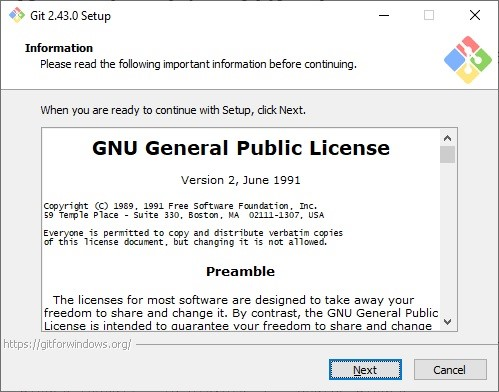 Git 2.43.0 Setup
Information
Please read the following important information before continuing.
When you are ready to continue with Setup, click Next.
GNU General Public License
Version 2, June 1991
Copyright (C) 1989, 1991 Free Software Foundation, Inc.
59 Temple Place - Suite 330, Boston, MA  02111-1307, USA
Everyone is permitted to copy and distribute verbatim copies
of this license document, but changing it is not allowed.
Preamble
The licenses for most software are designed to take away your
freedom to share and change it. By contrast, the GNU General Public
License is intended to guarantee your freedom to share and change
https://gitforwindows.org/
Next
Cancel